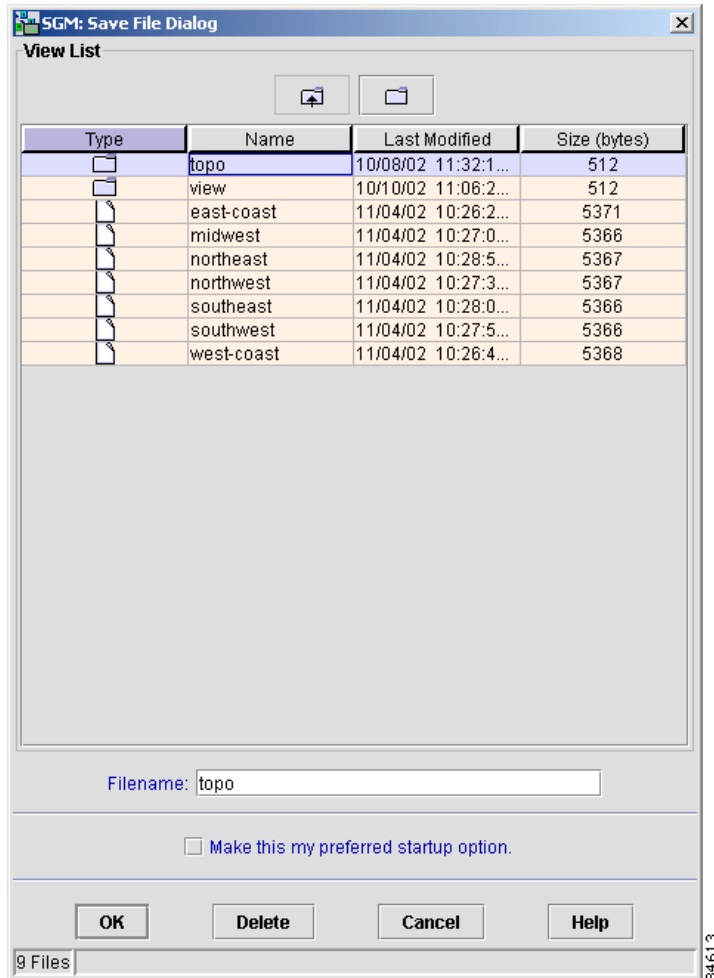 SGM: Save File Dialog
View List
Type Name Last Modified Size (bytes)
topo 10/08/02 11:32:1... 512
view 10/10/02 11:06:2... 512
east-coast 11/04/02 10:26:2... 5371
midwest 11/04/02 10:27:0... 5366
northeast 11/04/02 10:28:5... 5367
northwest 11/04/02 10:27:3... 5367
southeast 11/04/02 10:28:0... 5366
southwest 11/04/02 10:27:5... 5366
west-coast 11/04/02 10:26:4... 5368
Filename: topo
Make this my preferred startup option.
OK Delete Cancel Help
9 Files
84613